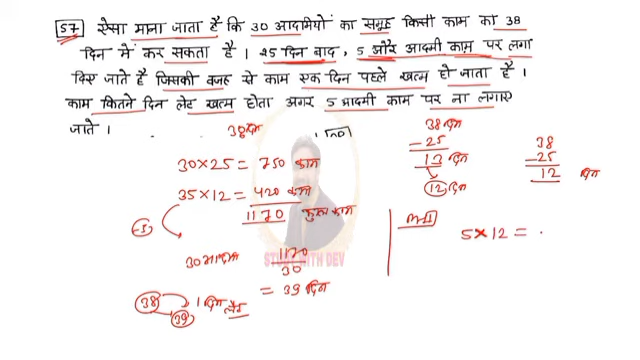 57 ऐसा माना जाता है कि 30 आदमियों का समूह किसी काम को 38
दिन में कर सकता है । 25 दिन बाद, 5 और आदमी काम पर लगा
दिए जाते है जिसकी वजह से काम एक दिन पहले खत्म हो जाता है ।
काम कितने दिन लेट खत्म होता अगर 5 आदमी काम पर ना लगाए
जाते ।
38 दिन
30×25 = 750 काम
35×12 = 420 काम
1170 कुल काम
30 आदमी 1170
30
= 39 दिन
38 1 दिन लेट
39
38 दिन
- 25
13 दिन
12 दिन
38
- 25
12 दिन
M-II
5×12 =
STUDY WITH DEV